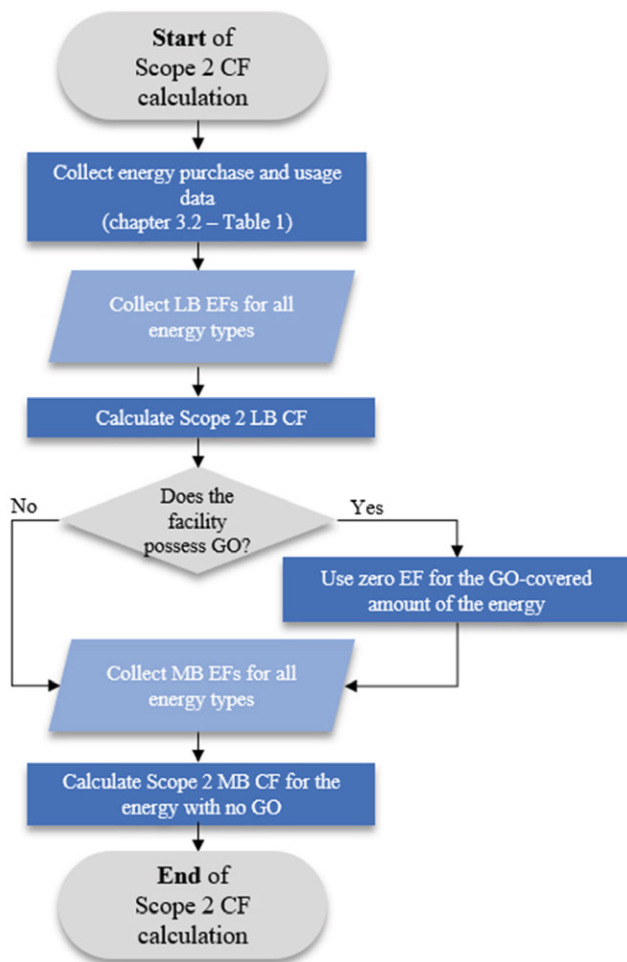 Start of
Scope 2 CF
calculation
Collect energy purchase and usage
data
(chapter 3.2 – Table 1)
Collect LB EFs for all
energy types
Calculate Scope 2 LB CF
Does the
facility
possess GO?
No
Yes
Use zero EF for the GO-covered
amount of the energy
Collect MB EFs for all
energy types
Calculate Scope 2 MB CF for the
energy with no GO
End of
Scope 2 CF
calculation